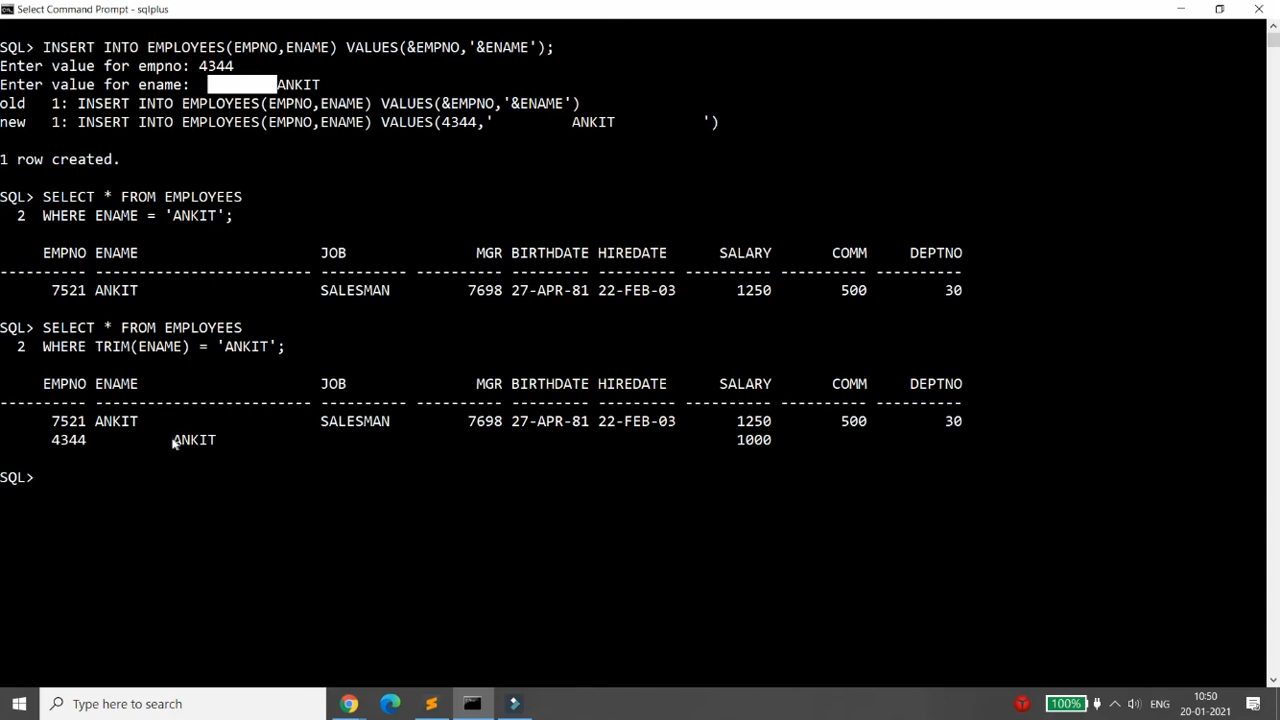 Select Command Prompt - sqlplus
SQL> INSERT INTO EMPLOYEES(EMPNO,ENAME) VALUES(&EMPNO,'&ENAME');
Enter value for empno: 4344
Enter value for ename:          ANKIT
old   1: INSERT INTO EMPLOYEES(EMPNO,ENAME) VALUES(&EMPNO,'&ENAME')
new   1: INSERT INTO EMPLOYEES(EMPNO,ENAME) VALUES(4344,'         ANKIT          ')
1 row created.
SQL> SELECT * FROM EMPLOYEES
  2  WHERE ENAME = 'ANKIT';
     EMPNO ENAME                     JOB               MGR BIRTHDATE HIREDATE      SALARY       COMM     DEPTNO
---------- ------------------------- ---------- ---------- --------- --------- ---------- ---------- ----------
      7521 ANKIT                     SALESMAN         7698 27-APR-81 22-FEB-03       1250        500         30
SQL> SELECT * FROM EMPLOYEES
  2  WHERE TRIM(ENAME) = 'ANKIT';
     EMPNO ENAME                     JOB               MGR BIRTHDATE HIREDATE      SALARY       COMM     DEPTNO
---------- ------------------------- ---------- ---------- --------- --------- ---------- ---------- ----------
      7521 ANKIT                     SALESMAN         7698 27-APR-81 22-FEB-03       1250        500         30
      4344          ANKIT                                                            1000
SQL>
Type here to search
100%
ENG
10:50
20-01-2021